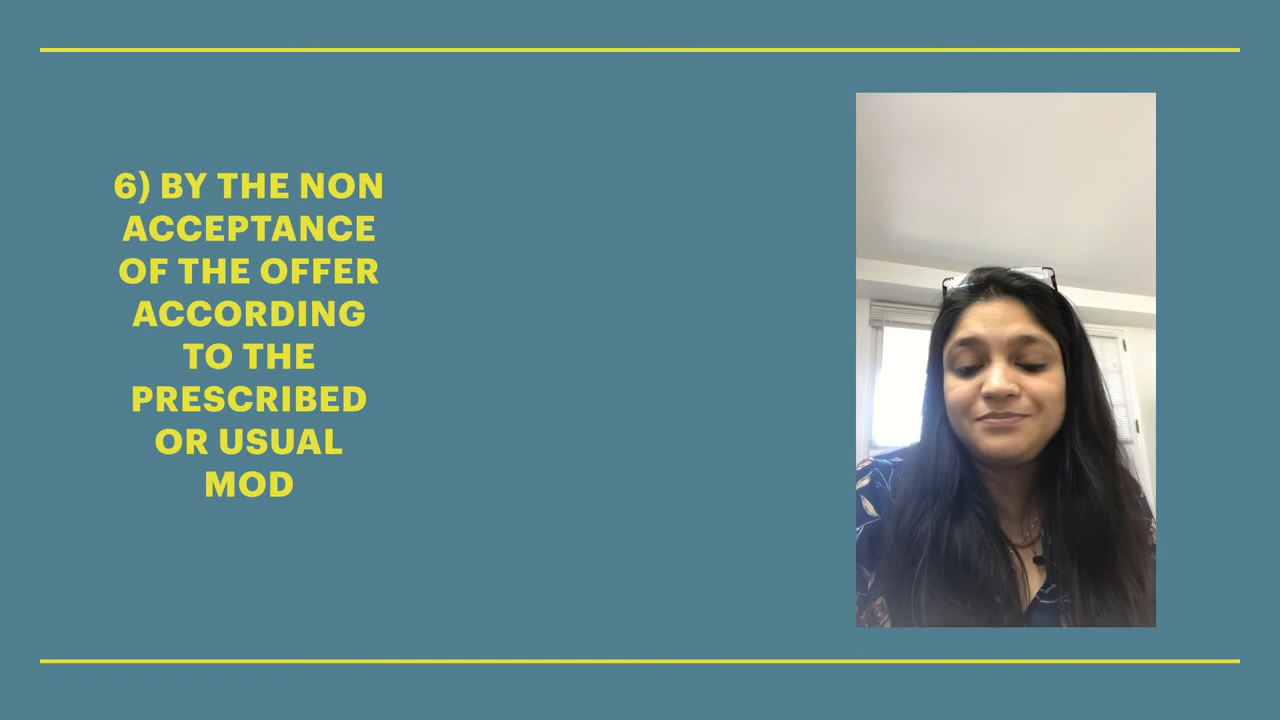 6) BY THE NON
ACCEPTANCE
OF THE OFFER
ACCORDING
TO THE
PRESCRIBED
OR USUAL
MOD